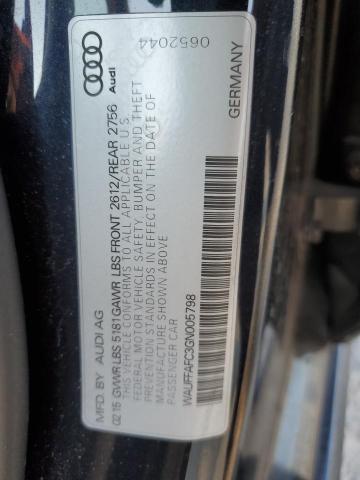 MFD. BY AUDI AG
02 15 GVWR LBS 5181 GAWR LBS FRONT 2612/REAR 2756
THIS VEHICLE CONFORMS TO ALL APPLICABLE U.S.
FEDERAL MOTOR VEHICLE SAFETY, BUMPER AND THEFT
PREVENTION STANDARDS IN EFFECT ON THE DATE OF
MANUFACTURE SHOWN ABOVE
PASSENGER CAR
WAUFFAFC3GN005798
Audi
0652044
GERMANY